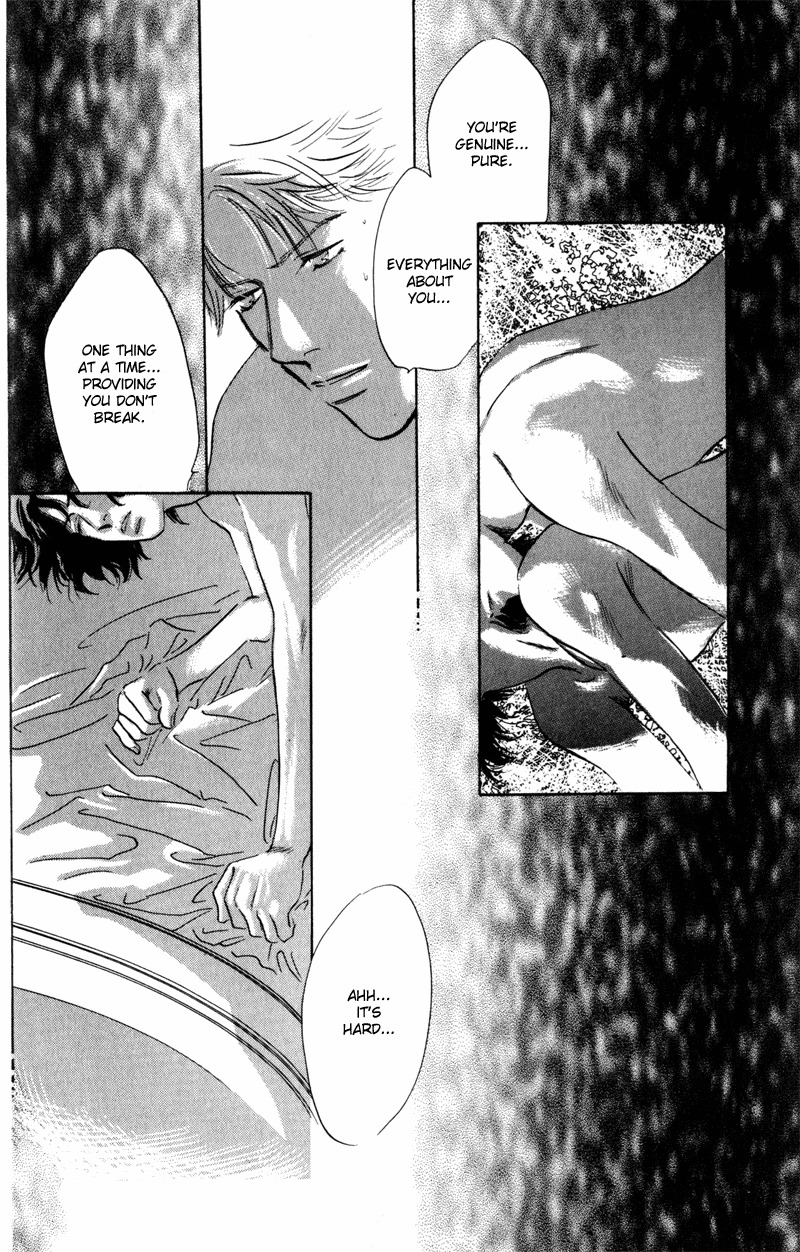 YOU'RE
GENUINE...
PURE.
EVERYTHING
ABOUT
YOU...
ONE THING
AT A TIME...
PROVIDING
YOU DON'T
BREAK.
AHH...
IT'S
HARD...